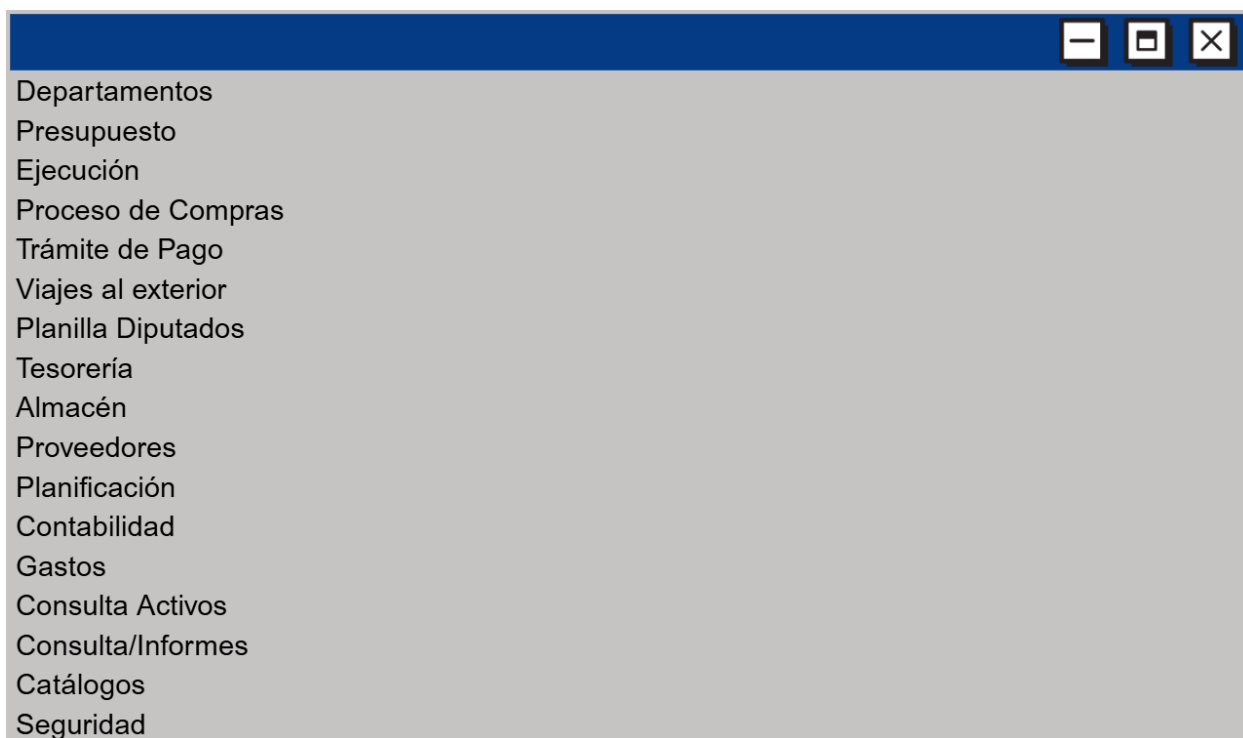 Departamentos
Presupuesto
Ejecución
Proceso de Compras
Trámite de Pago
Viajes al exterior
Planilla Diputados
Tesorería
Almacén
Proveedores
Planificación
Contabilidad
Gastos
Consulta Activos
Consulta/Informes
Catálogos
Seguridad